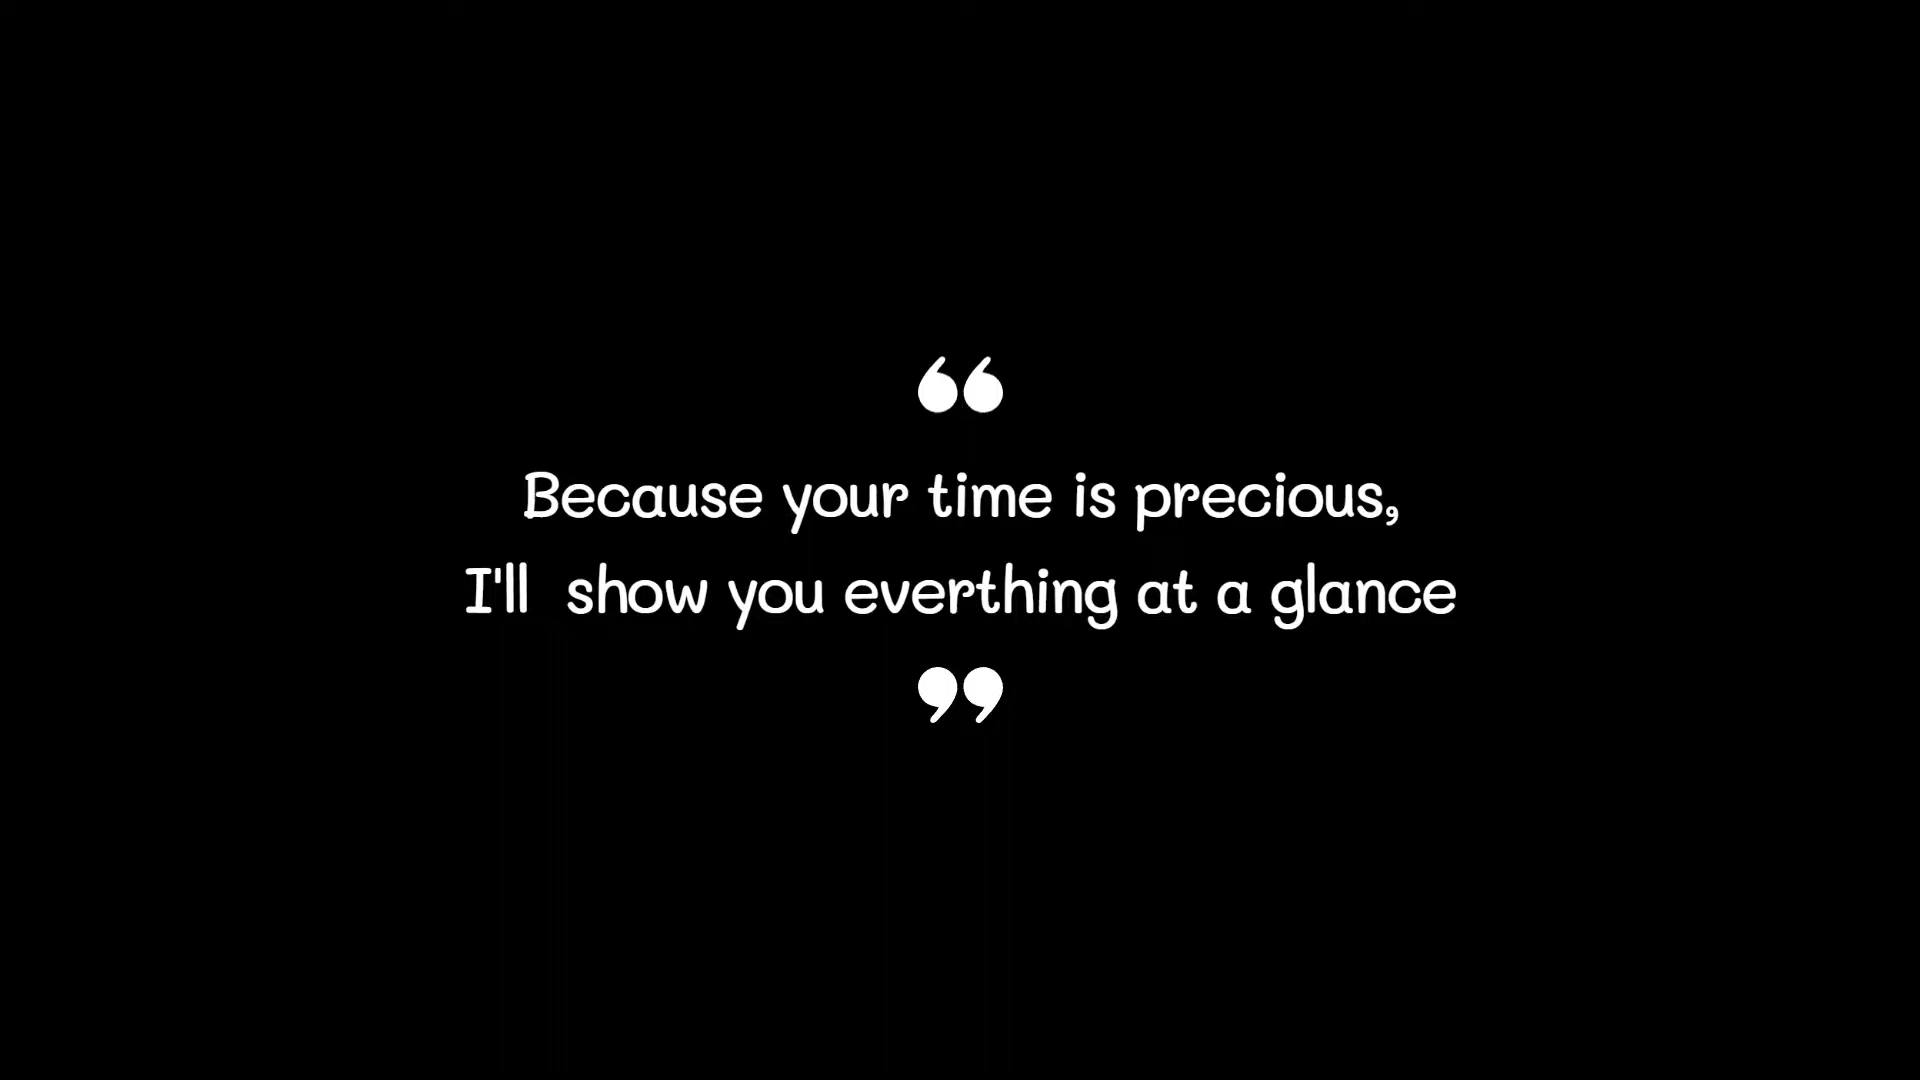 “
Because your time is precious,
I'll  show you everthing at a glance
”